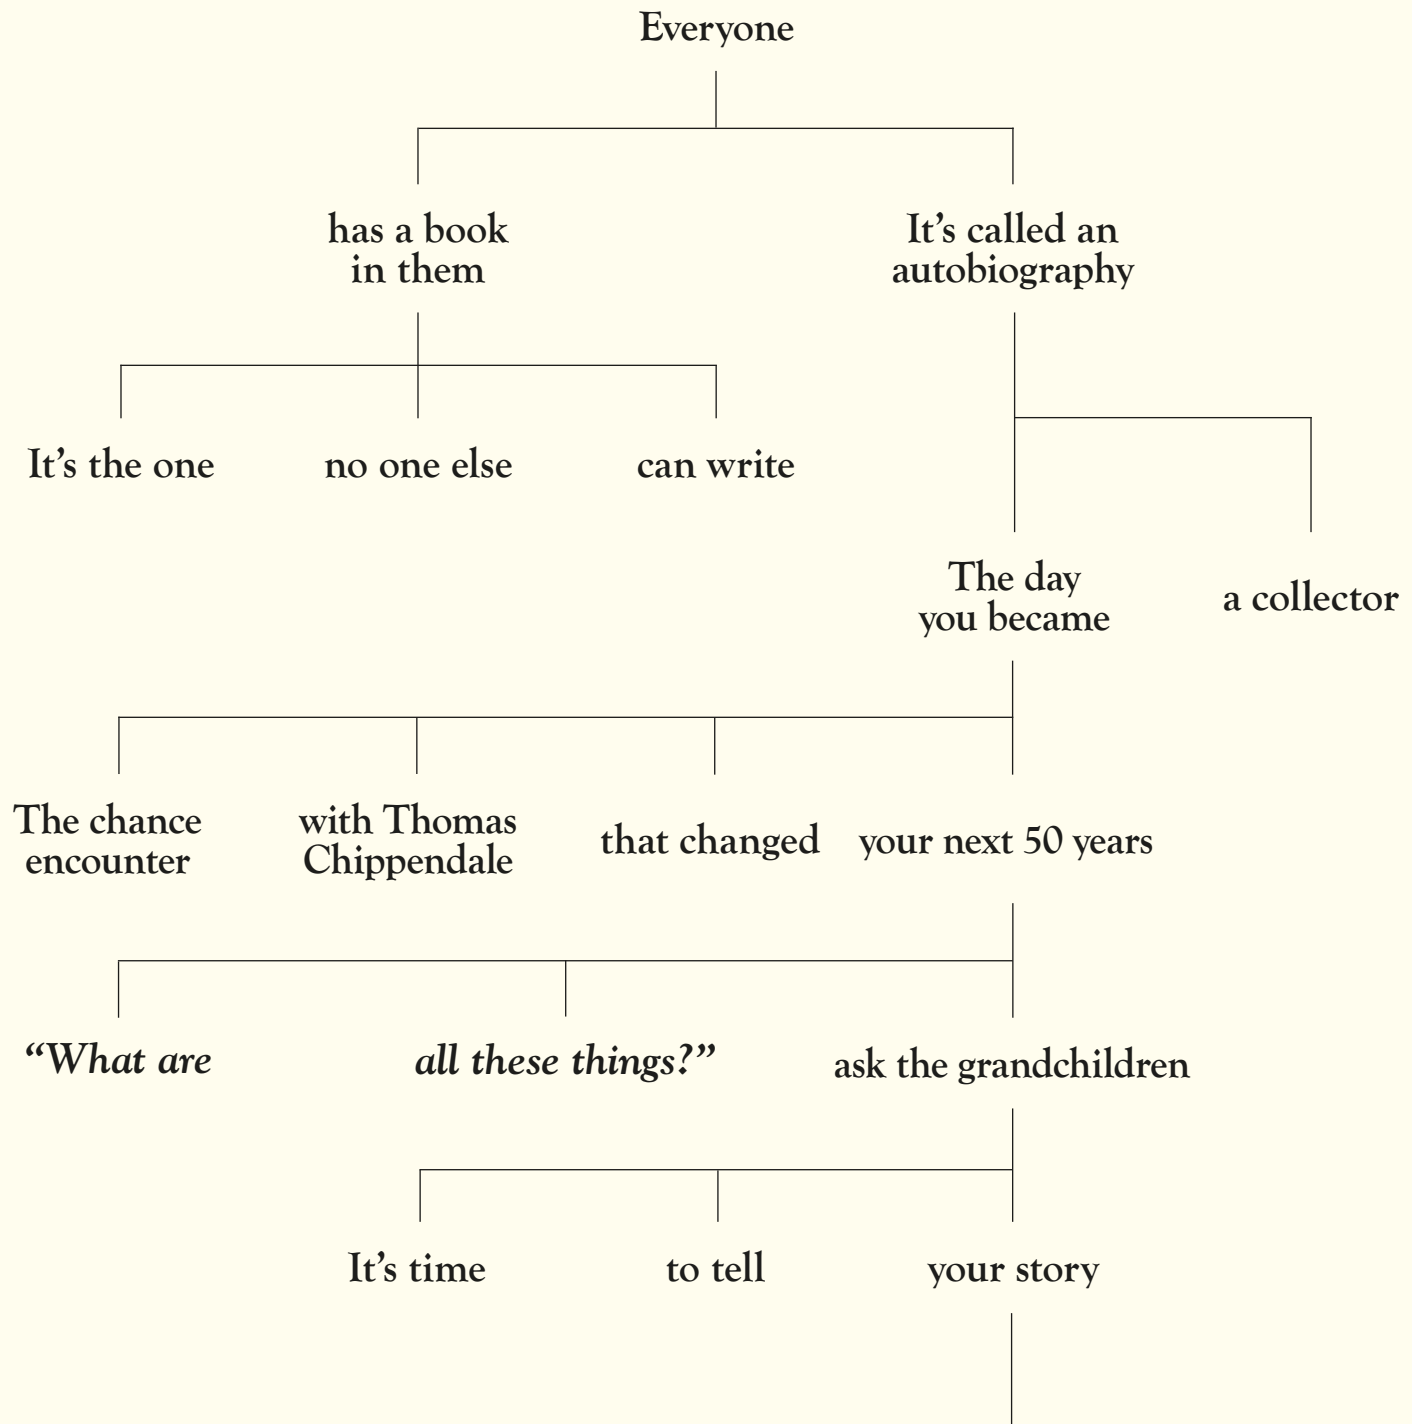 Everyone
has a book
in them
It’s called an
autobiography
It’s the one
no one else
can write
The day
you became
a collector
The chance
encounter
with Thomas
Chippendale
that changed
your next 50 years
“What are
all these things?”
ask the grandchildren
It’s time
to tell
your story